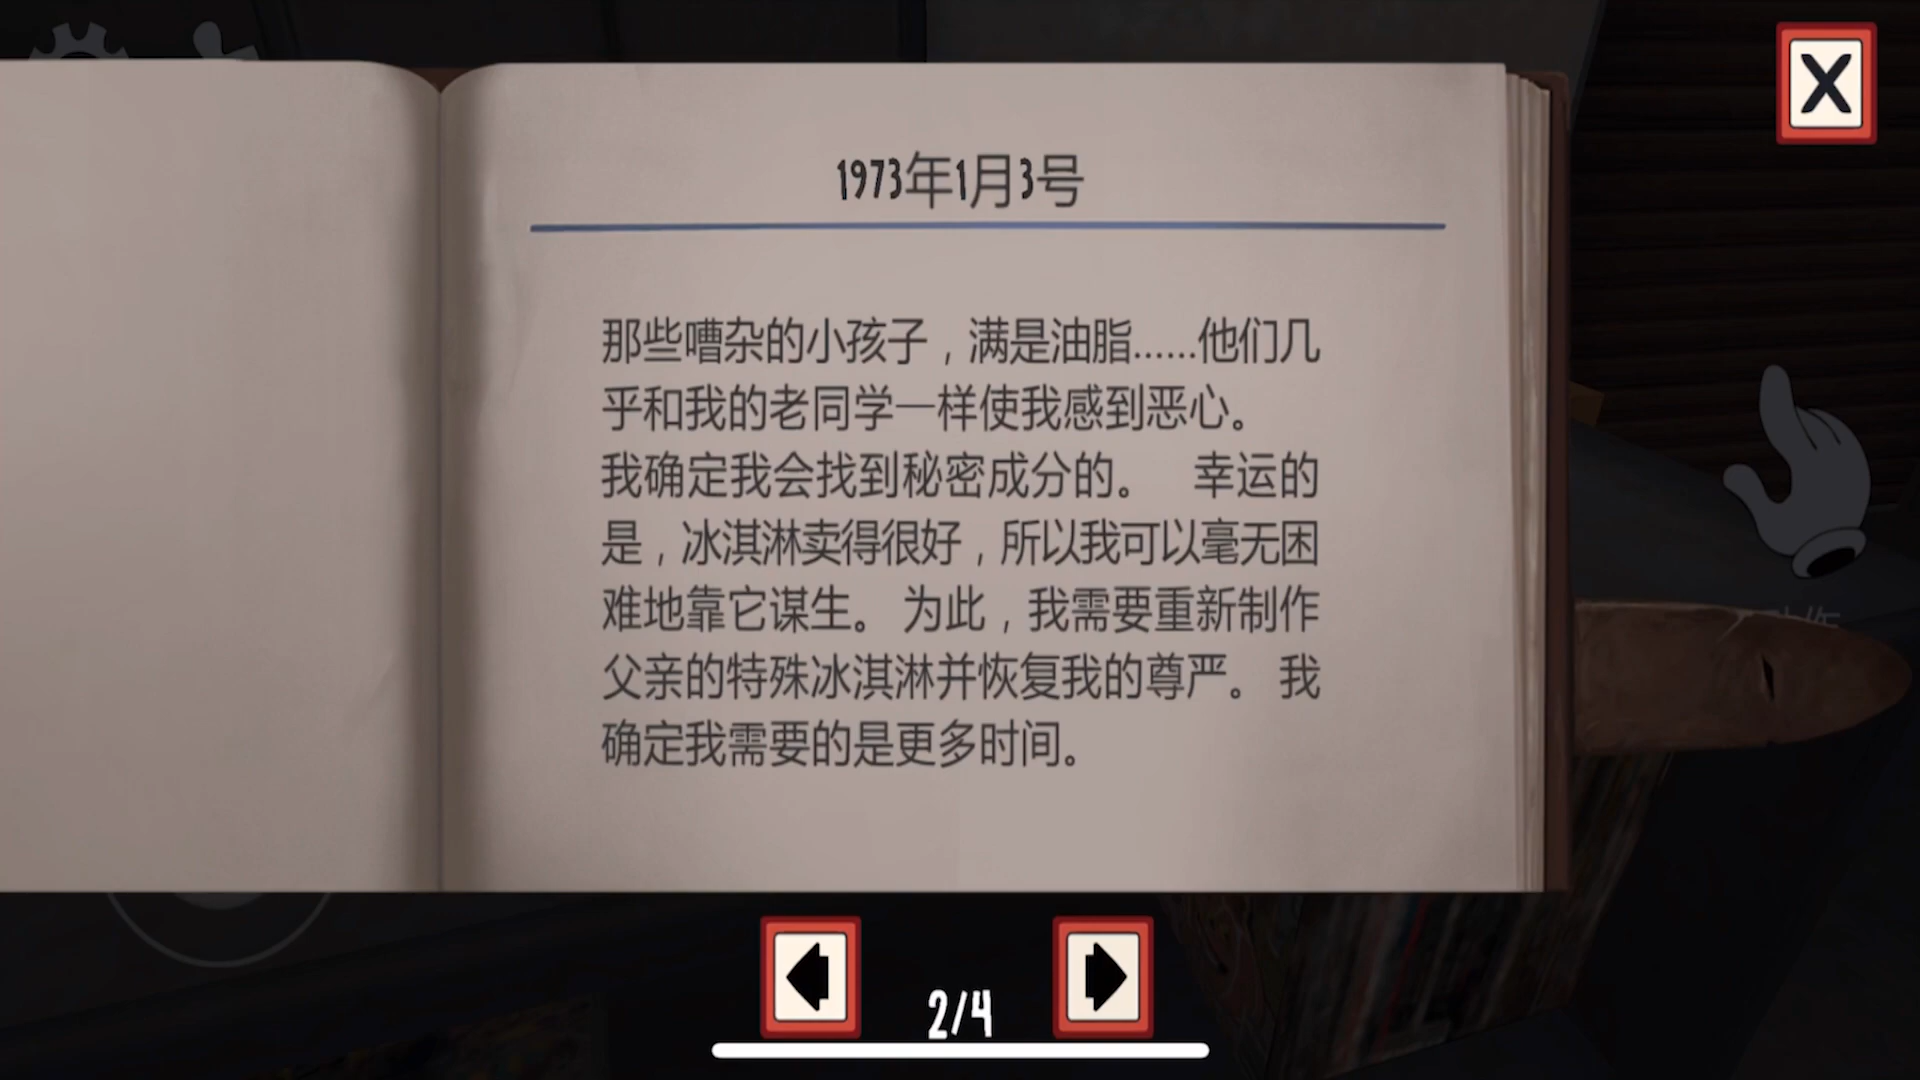 1973年1月3号
那些嘈杂的小孩子，满是油脂……他们几
乎和我的老同学一样使我感到恶心。
我确定我会找到秘密成分的。 幸运的
是，冰淇淋卖得很好，所以我可以毫无困
难地靠它谋生。 为此，我需要重新制作
父亲的特殊冰淇淋并恢复我的尊严。 我
确定我需要的是更多时间。
X
2/4